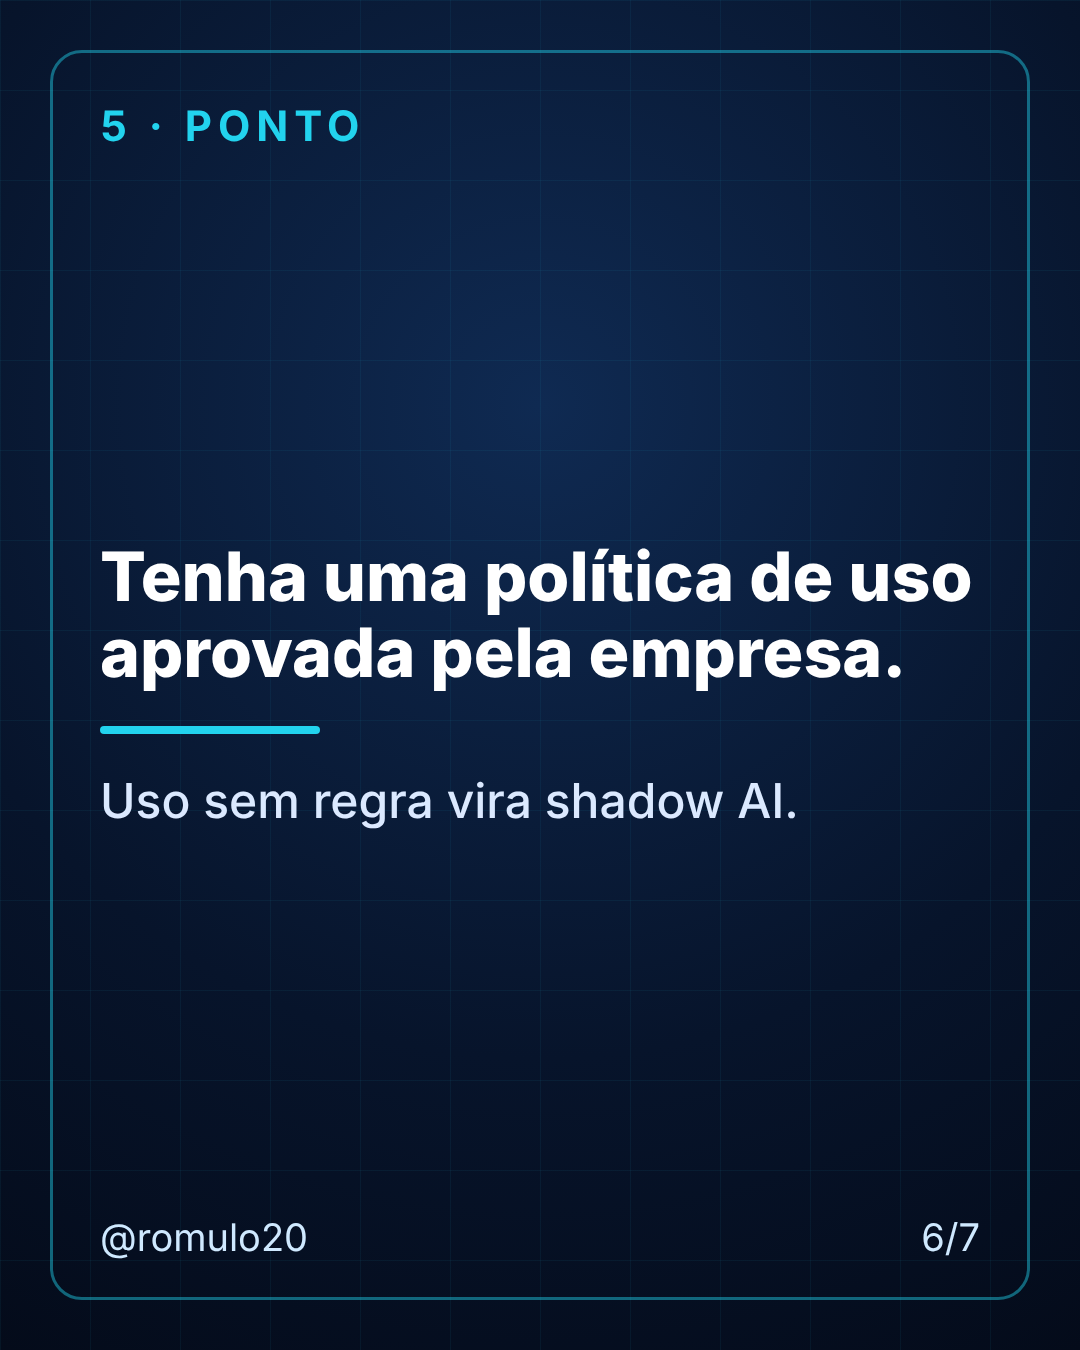 5 · PONTO
Tenha uma política de uso
aprovada pela empresa.
Uso sem regra vira shadow AI.
@romulo20
6/7